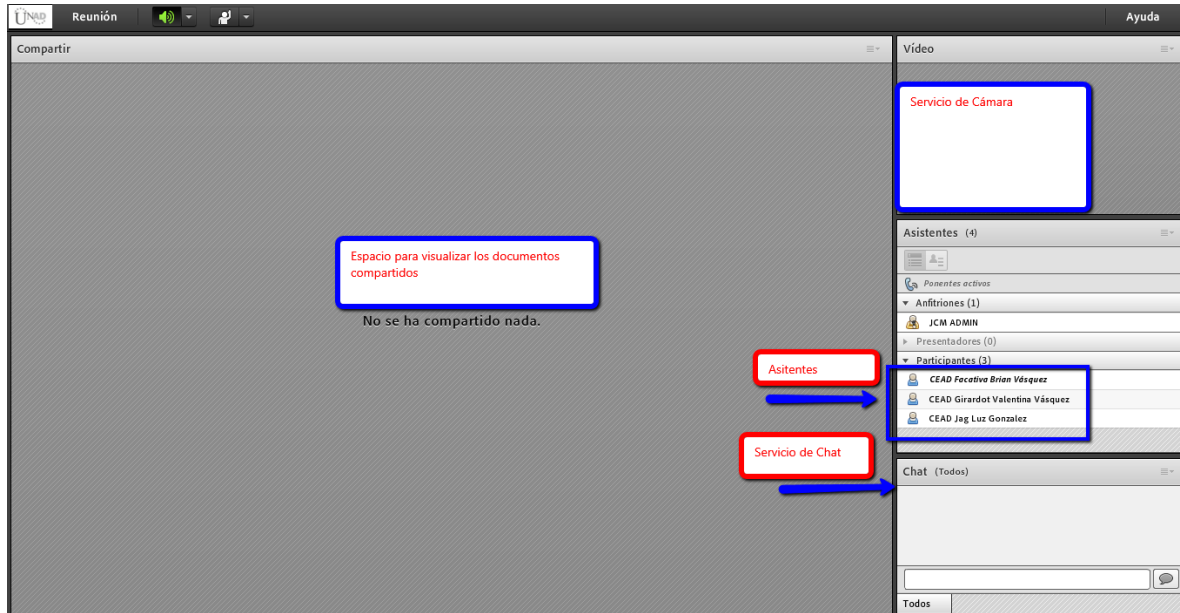 UNAD Reunión Ayuda
Compartir
Espacio para visualizar los documentos
compartidos
No se ha compartido nada.
Asitentes
Servicio de Chat
Vídeo
Servicio de Cámara
Asistentes (4)
Ponentes activos
Anfitriones (1)
JCM ADMIN
Presentadores (0)
Participantes (3)
CEAD Facativa Brian Vásquez
CEAD Girardot Valentina Vásquez
CEAD Jag Luz Gonzalez
Chat (Todos)
Todos